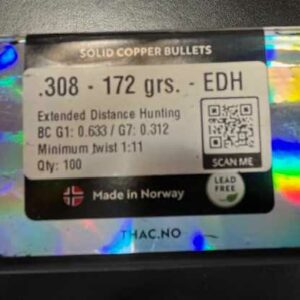 SOLID COPPER BULLETS
.308 - 172 grs. - EDH
Extended Distance Hunting
BC G1: 0.633 / G7: 0.312
Minimum twist 1:11
Qty: 100
SCAN ME
Made in Norway
LEAD
FREE
THAC.NO